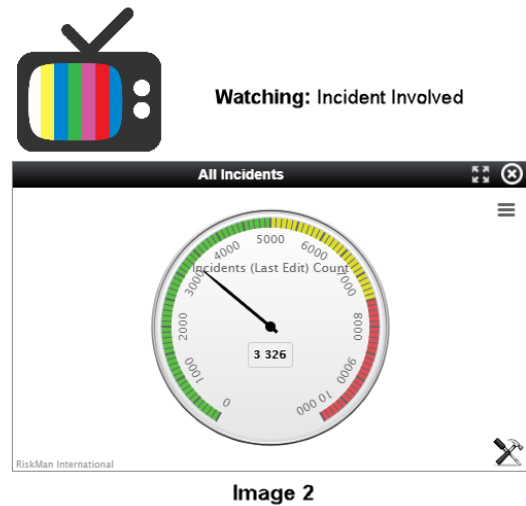 Watching: Incident Involved
All Incidents
5000
4000
6000
Incidents (Last Edit) Count
3000
7000
2000
8000
3 326
1000
9000
0
10 000
RiskMan International
Image 2